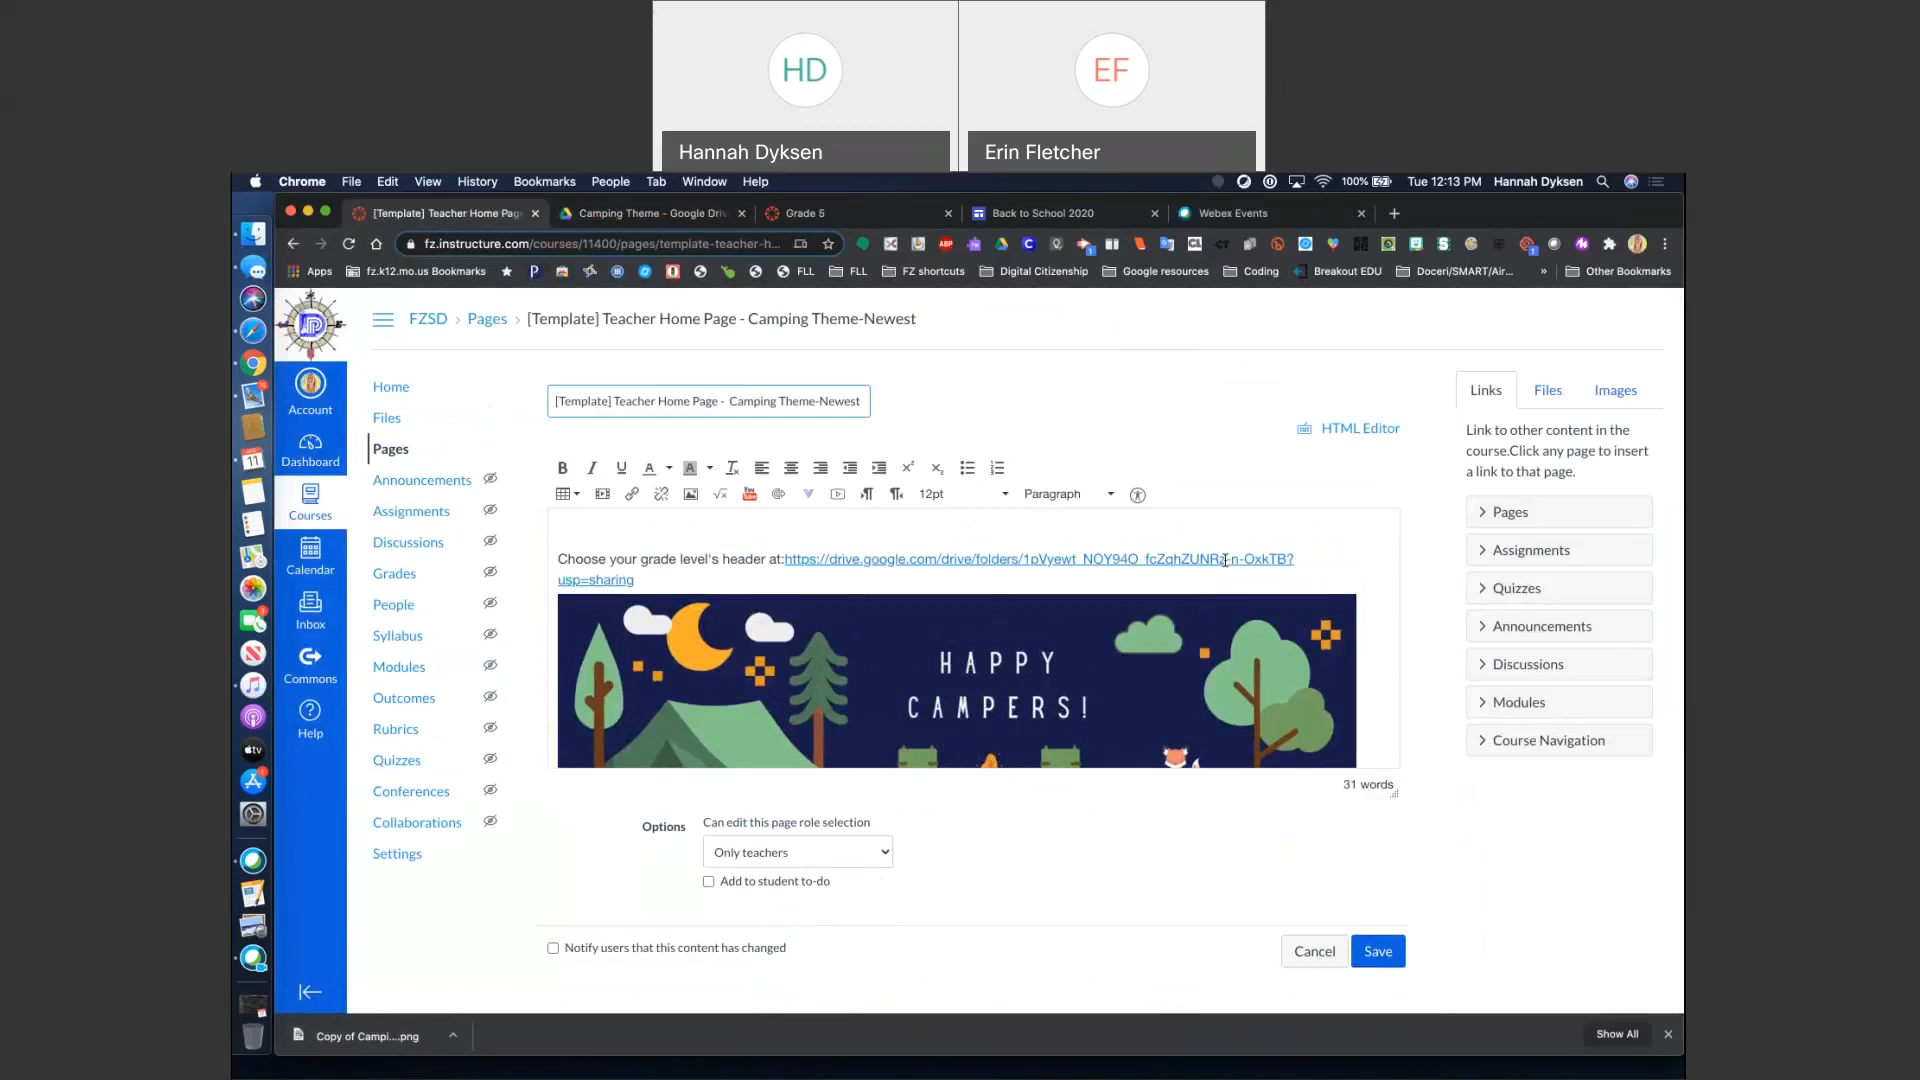 HD
EF
Hannah Dyksen
Erin Fletcher
Chrome File Edit View History Bookmarks People Tab Window Help
100% Tue 12:13 PM Hannah Dyksen
[Template] Teacher Home Pag
Camping Theme - Google Driv
Grade 5
Back to School 2020
Webex Events
fz.instructure.com/courses/11400/pages/template-teacher-h...
Apps fz.k12.mo.us Bookmarks FLL FLL FZ shortcuts Digital Citizenship Google resources Coding Breakout EDU Doceri/SMART/Air... » Other Bookmarks
FZSD > Pages > [Template] Teacher Home Page - Camping Theme-Newest
Account
Dashboard
Courses
Calendar
Inbox
Commons
Help
Home
Files
Pages
Announcements
Assignments
Discussions
Grades
People
Syllabus
Modules
Outcomes
Rubrics
Quizzes
Conferences
Collaborations
Settings
[Template] Teacher Home Page - Camping Theme-Newest
HTML Editor
12pt Paragraph
Choose your grade level's header at:https://drive.google.com/drive/folders/1pVyewt_NOY94O_fcZqhZUNRz-n-OxkTB?
usp=sharing
HAPPY
CAMPERS!
31 words
Options
Can edit this page role selection
Only teachers
Add to student to-do
Notify users that this content has changed
Cancel
Save
Links Files Images
Link to other content in the
course.Click any page to insert
a link to that page.
Pages
Assignments
Quizzes
Announcements
Discussions
Modules
Course Navigation
Copy of Campi....png
Show All